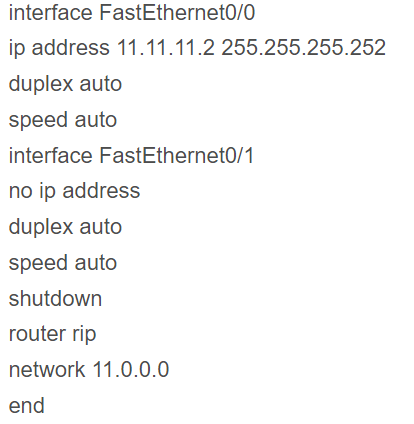 interface FastEthernet0/0
ip address 11.11.11.2 255.255.255.252
duplex auto
speed auto
interface FastEthernet0/1
no ip address
duplex auto
speed auto
shutdown
router rip
network 11.0.0.0
end